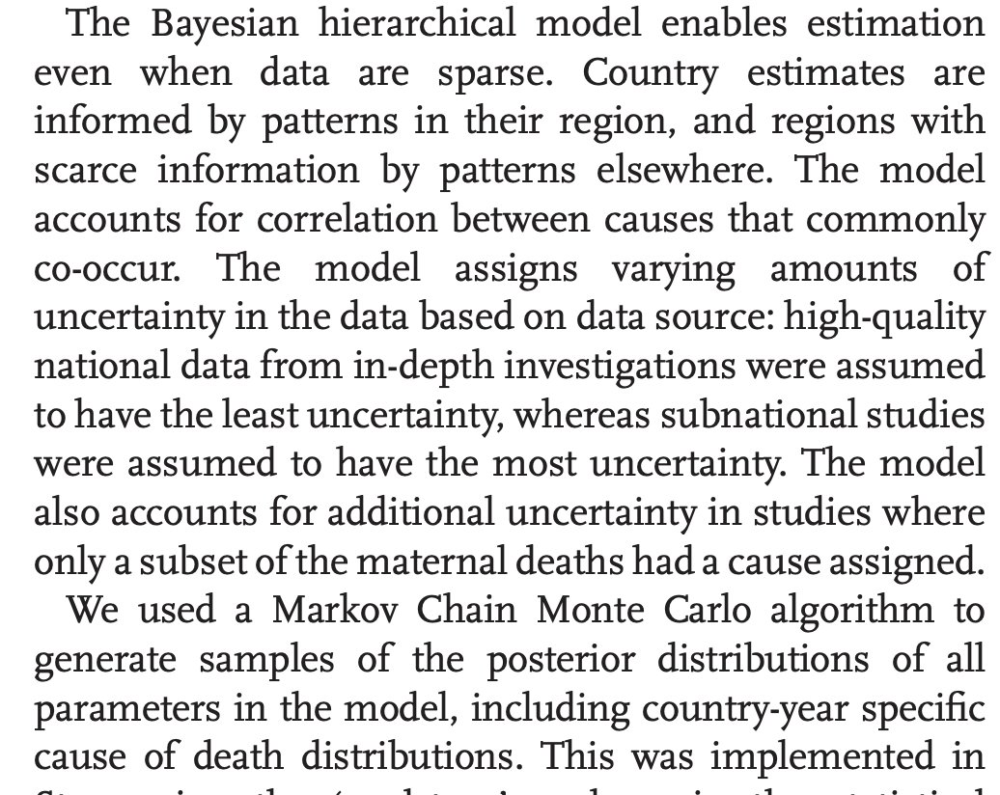 The Bayesian hierarchical model enables estimation
even when data are sparse. Country estimates are
informed by patterns in their region, and regions with
scarce information by patterns elsewhere. The model
accounts for correlation between causes that commonly
co-occur. The model assigns varying amounts of
uncertainty in the data based on data source: high-quality
national data from in-depth investigations were assumed
to have the least uncertainty, whereas subnational studies
were assumed to have the most uncertainty. The model
also accounts for additional uncertainty in studies where
only a subset of the maternal deaths had a cause assigned.
We used a Markov Chain Monte Carlo algorithm to
generate samples of the posterior distributions of all
parameters in the model, including country-year specific
cause of death distributions. This was implemented in